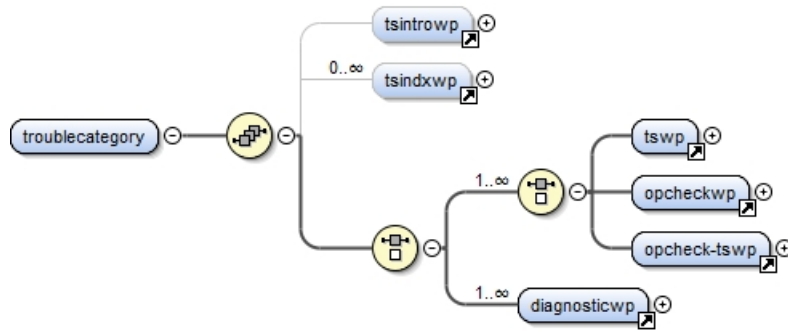 tsintrowp
0..∞
tsindxwp
troublecategory
tswp
1..∞
opcheckwp
opcheck-tswp
1..∞
diagnosticwp